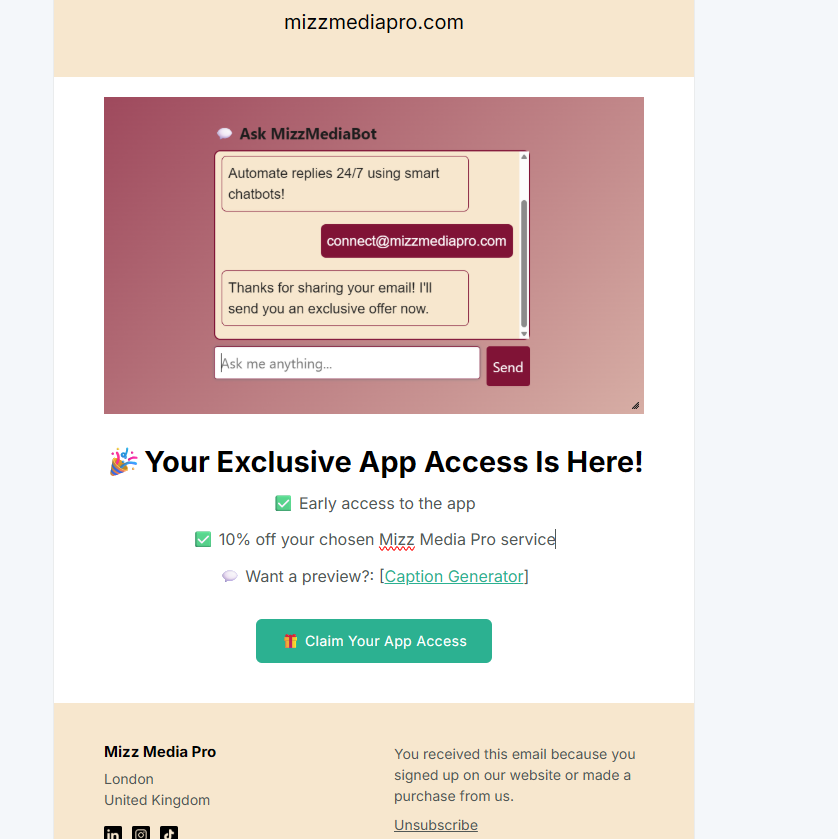 mizzmediapro.com
💬 Ask MizzMediaBot
Automate replies 24/7 using smart
chatbots!
connect@mizzmediapro.com
Thanks for sharing your email! I'll
send you an exclusive offer now.
Ask me anything...
Send
🎉 Your Exclusive App Access Is Here!
✅ Early access to the app
✅ 10% off your chosen Mizz Media Pro service
💬 Want a preview?: [Caption Generator]
🎁 Claim Your App Access
Mizz Media Pro
London
United Kingdom
You received this email because you
signed up on our website or made a
purchase from us.
Unsubscribe